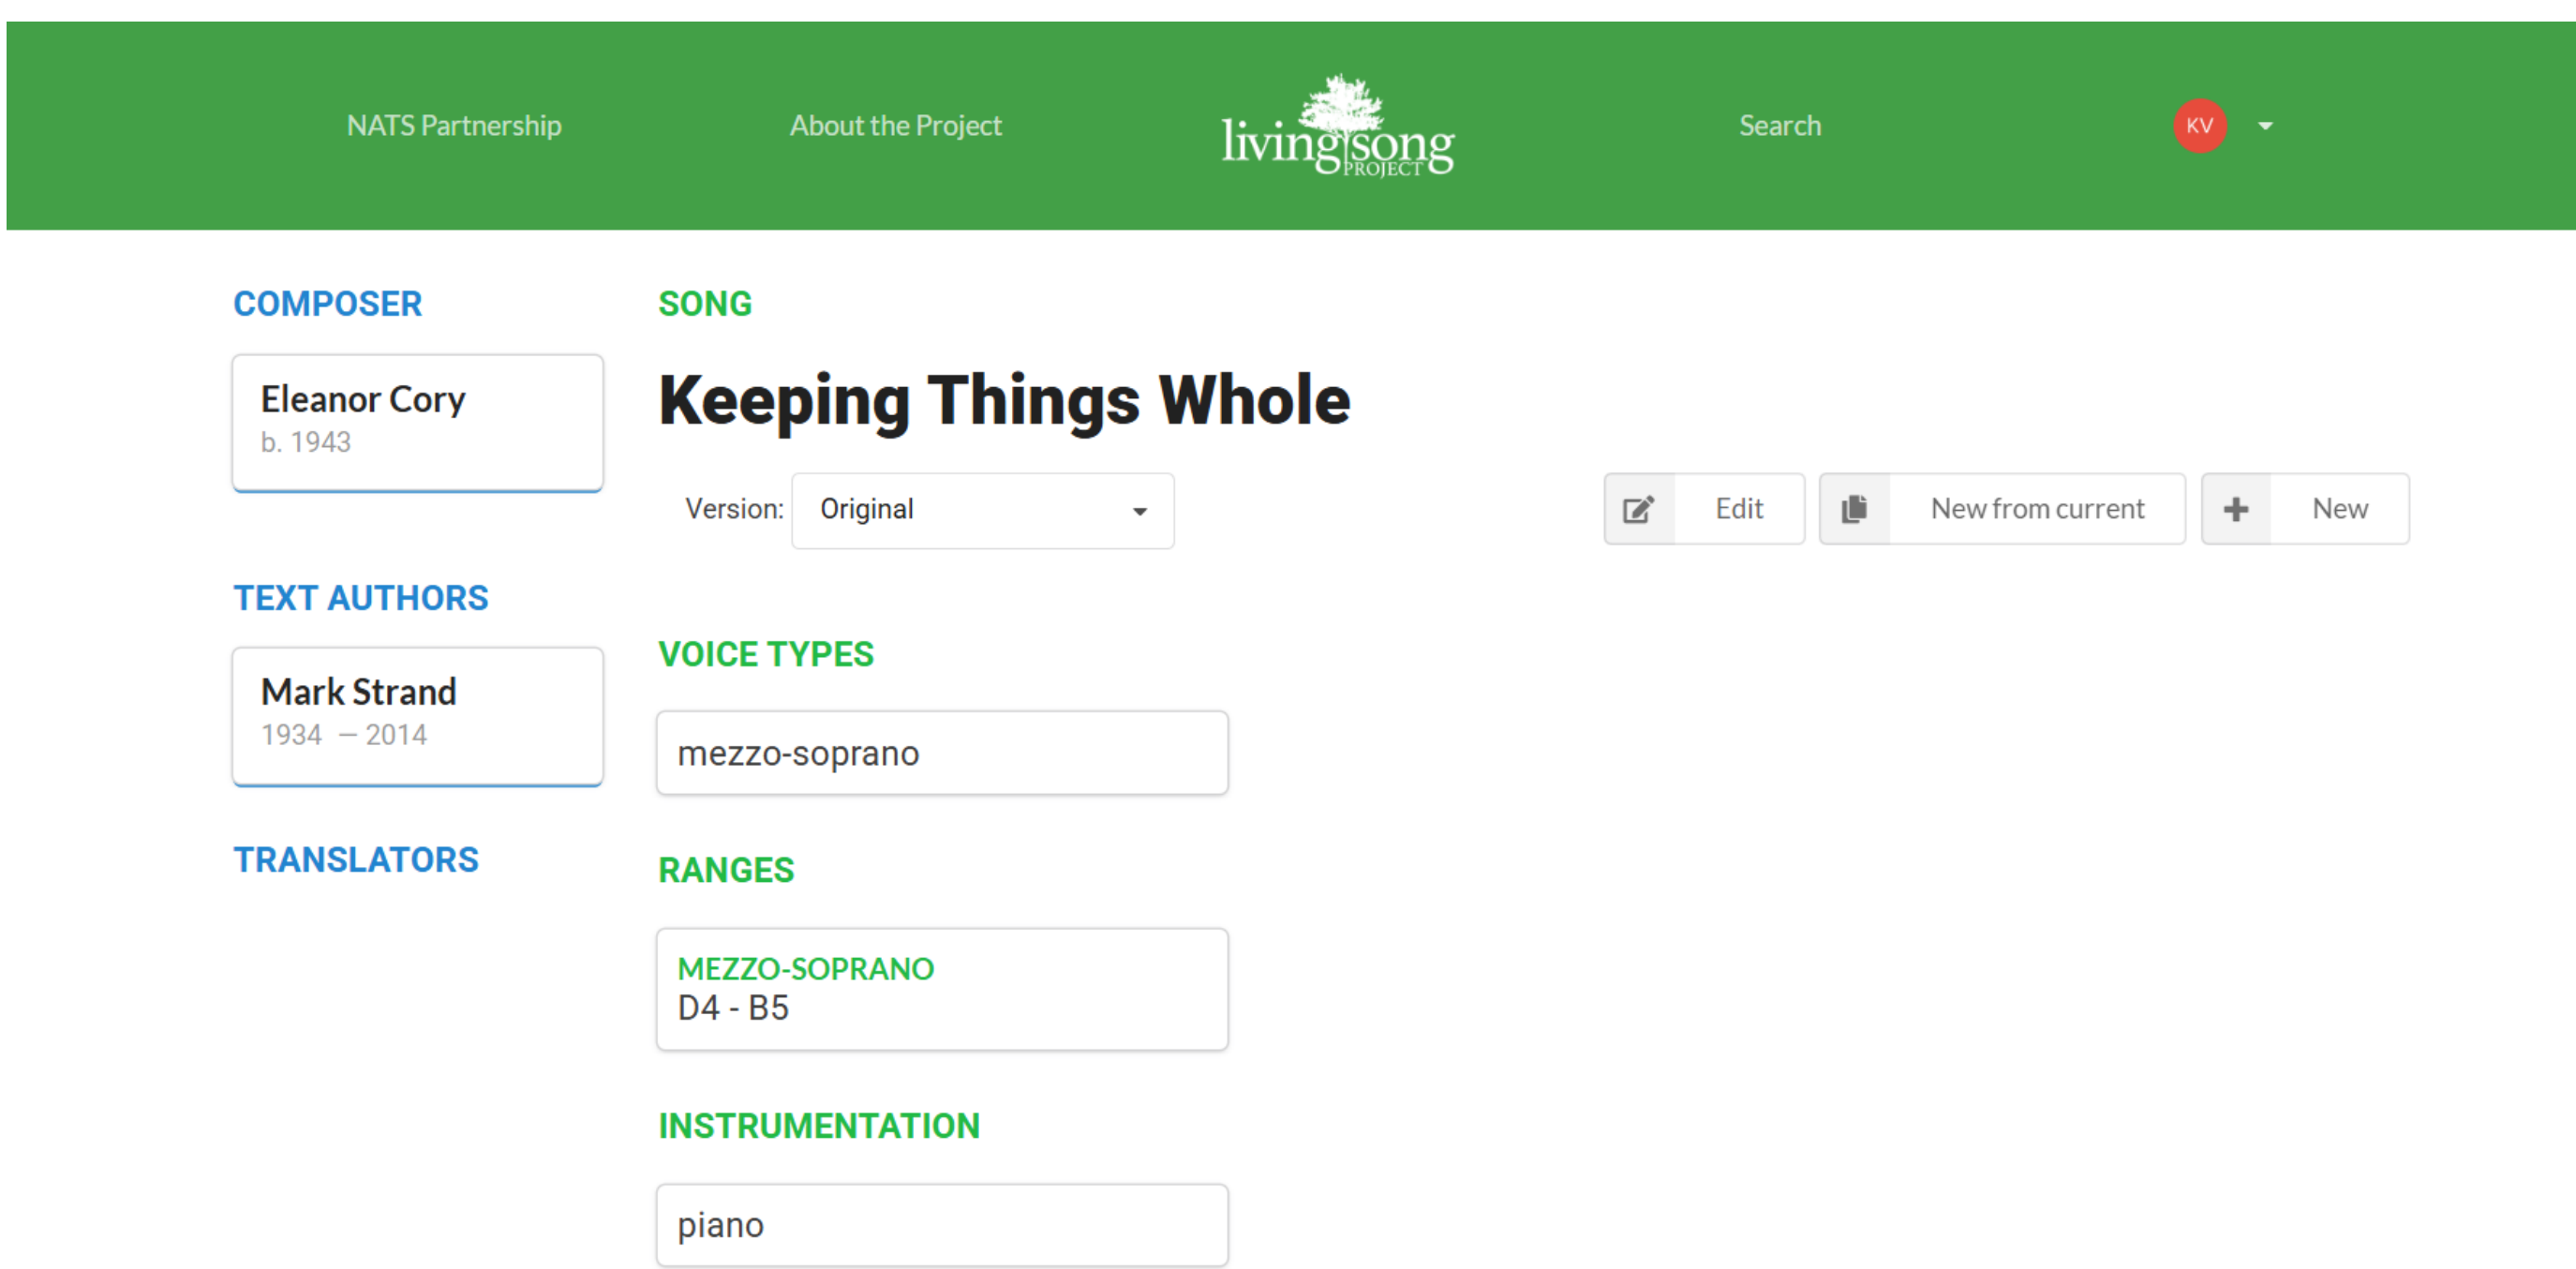 NATS Partnership
About the Project
living song
PROJECT
Search
KV
COMPOSER
Eleanor Cory
b. 1943
TEXT AUTHORS
Mark Strand
1934 — 2014
TRANSLATORS
SONG
Keeping Things Whole
Version: Original
Edit
New from current
New
VOICE TYPES
mezzo-soprano
RANGES
MEZZO-SOPRANO
D4 - B5
INSTRUMENTATION
piano